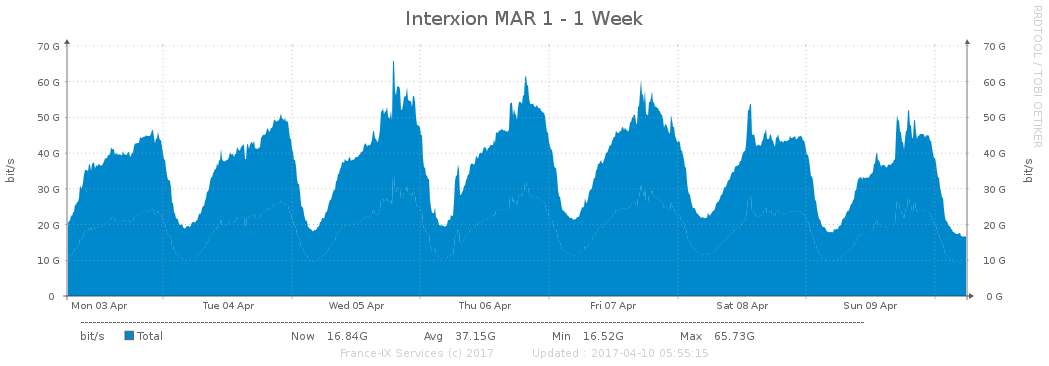 Interxion MAR 1 - 1 Week
RRDTOOL / TOBI OETIKER
bit/s
70 G 70 G
60 G 60 G
50 G 50 G
40 G 40 G
30 G 30 G
20 G 20 G
10 G 10 G
0 0 G
bit/s
Mon 03 Apr Tue 04 Apr Wed 05 Apr Thu 06 Apr Fri 07 Apr Sat 08 Apr Sun 09 Apr
bit/s Total Now 16.84G Avg 37.15G Min 16.52G Max 65.73G
France-IX Services (c) 2017 Updated : 2017-04-10 05:55:15